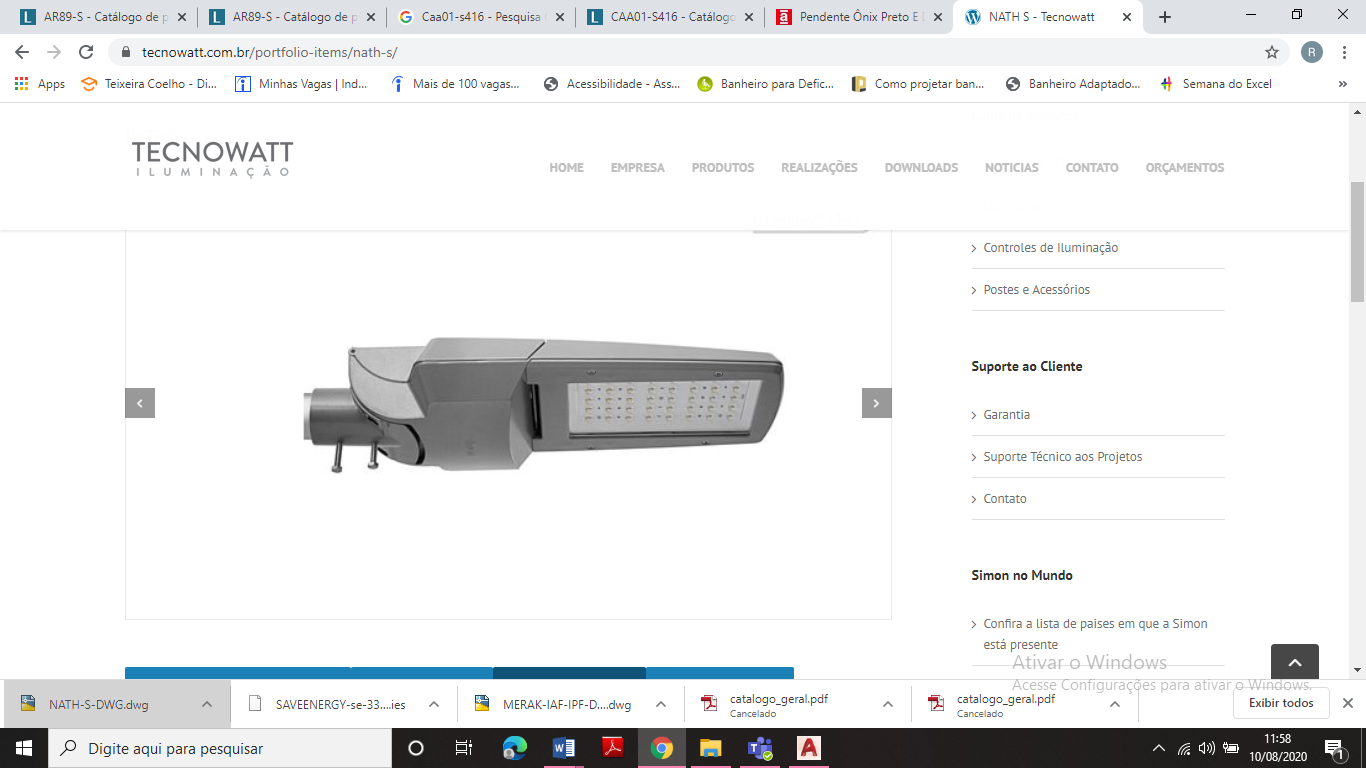 AR89-S - Catálogo de p
AR89-S - Catálogo de p
Caa01-s416 - Pesquisa
CAA01-S416 - Catálogo
Pendente Ônix Preto E
NATH S - Tecnowatt
tecnowatt.com.br/portfolio-items/nath-s/
R
Apps
Teixeira Coelho - Di...
Minhas Vagas | Ind...
Mais de 100 vagas...
Acessibilidade - Ass...
Banheiro para Defic...
Como projetar ban...
Banheiro Adaptado...
Semana do Excel
TECNOWATT
ILUMINAÇÃO
HOME
EMPRESA
PRODUTOS
REALIZAÇÕES
DOWNLOADS
NOTICIAS
CONTATO
ORÇAMENTOS
Controles de Iluminação
Postes e Acessórios
Suporte ao Cliente
Garantia
Suporte Técnico aos Projetos
Contato
Simon no Mundo
Confira a lista de paises em que a Simon
está presente
Ativar o Windows
Acesse Configurações para ativar o Windows.
NATH-S-DWG.dwg
SAVEENERGY-se-33....ies
MERAK-IAF-IPF-D....dwg
catalogo_geral.pdf
Cancelado
catalogo_geral.pdf
Cancelado
Exibir todos
Digite aqui para pesquisar
11:58
10/08/2020
1